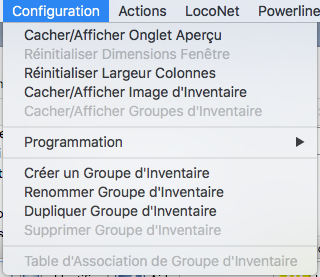 Configuration Actions LocoNet Powerline
Cacher/Afficher Onglet Aperçu
Réinitialiser Dimensions Fenêtre
Réinitialiser Largeur Colonnes
Cacher/Afficher Image d'Inventaire
Cacher/Afficher Groupes d'Inventaire
Programmation
Créer un Groupe d'Inventaire
Renommer Groupe d'Inventaire
Dupliquer Groupe d'Inventaire
Supprimer Groupe d'Inventaire
Table d'Association de Groupe d'Inventaire